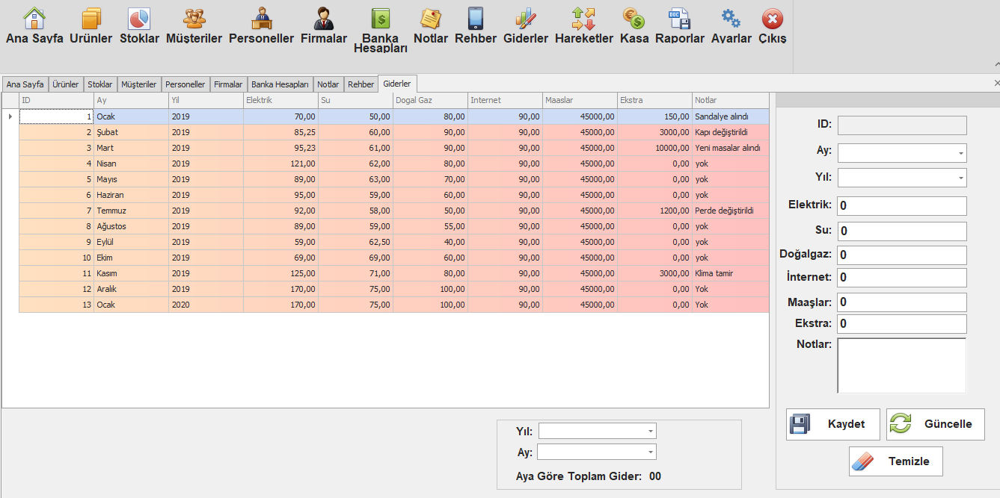 Ana Sayfa Urünler Stoklar Müşteriler Personeller Firmalar Banka Hesapları Notlar Rehber Giderler Hareketler Kasa Raporlar Ayarlar Çıkış
Ana Sayfa Ürünler Stoklar Müşteriler Personeller Firmalar Banka Hesapları Notlar Rehber Giderler
ID Ay Yil Elektrik Su Dogal Gaz Internet Maaslar Ekstra Notlar
1 Ocak 2019 70,00 50,00 80,00 90,00 45000,00 150,00 Sandalye alındı
2 Şubat 2019 85,25 60,00 90,00 90,00 45000,00 3000,00 Kapı değiştirildi
3 Mart 2019 95,23 61,00 90,00 90,00 45000,00 10000,00 Yeni masalar alındı
4 Nisan 2019 121,00 62,00 80,00 90,00 45000,00 0,00 yok
5 Mayıs 2019 89,00 63,00 70,00 90,00 45000,00 0,00 yok
6 Haziran 2019 95,00 59,00 60,00 90,00 45000,00 0,00 yok
7 Temmuz 2019 92,00 58,00 50,00 90,00 45000,00 1200,00 Perde değiştirildi
8 Ağustos 2019 89,00 59,00 55,00 90,00 45000,00 0,00 yok
9 Eylül 2019 59,00 62,50 40,00 90,00 45000,00 0,00 yok
10 Ekim 2019 69,00 69,00 60,00 90,00 45000,00 0,00 yok
11 Kasım 2019 125,00 71,00 80,00 90,00 45000,00 3000,00 Klima tamir
12 Aralık 2019 170,00 75,00 100,00 90,00 45000,00 0,00 Yok
13 Ocak 2020 170,00 75,00 100,00 90,00 45000,00 0,00 Yok
ID:
Ay:
Yıl:
Elektrik: 0
Su: 0
Doğalgaz: 0
İnternet: 0
Maaşlar: 0
Ekstra: 0
Notlar:
Kaydet Güncelle
Temizle
Yıl:
Ay:
Aya Göre Toplam Gider: 00